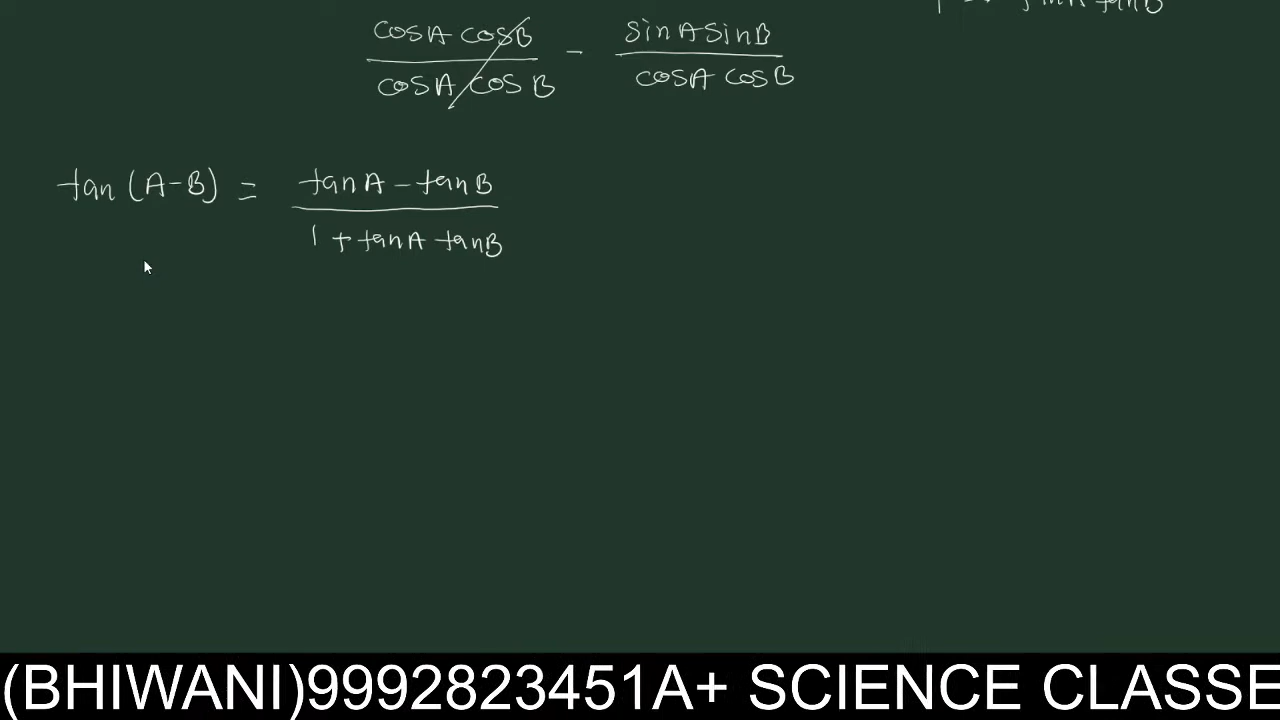 cosA cosB / cosA cosB - sinA sinB / cosA cosB
tan (A-B) = tanA - tanB / 1 + tanA tanB
(BHIWANI)9992823451A+ SCIENCE CLASSE